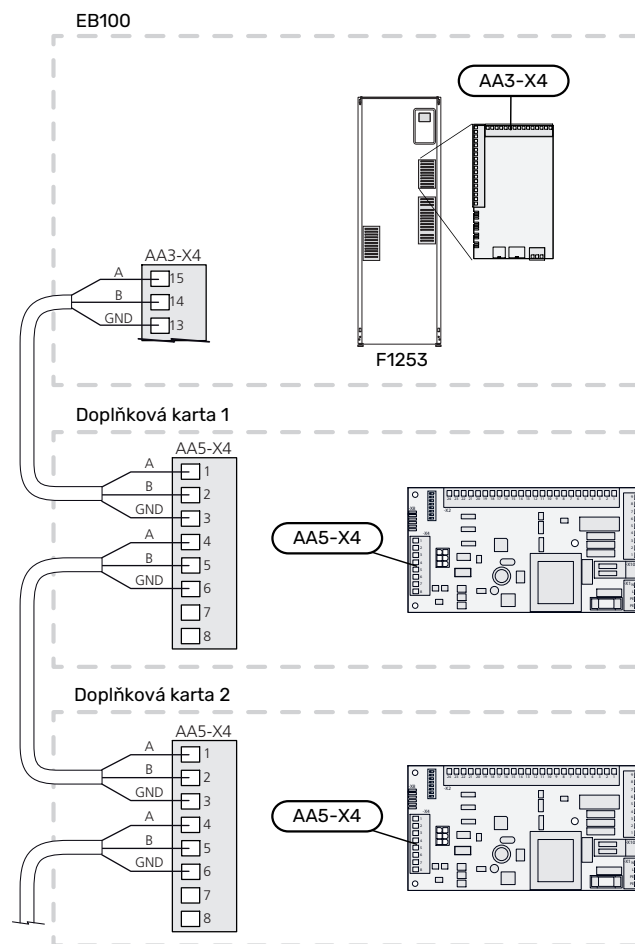 EB100
AA3-X4
F1253
AA3-X4
A
15
B
14
GND
13
Doplňková karta 1
AA5-X4
A
1
B
2
GND
3
A
4
B
5
GND
6
7
8
AA5-X4
Doplňková karta 2
AA5-X4
A
1
B
2
GND
3
A
4
B
5
GND
6
7
8
AA5-X4